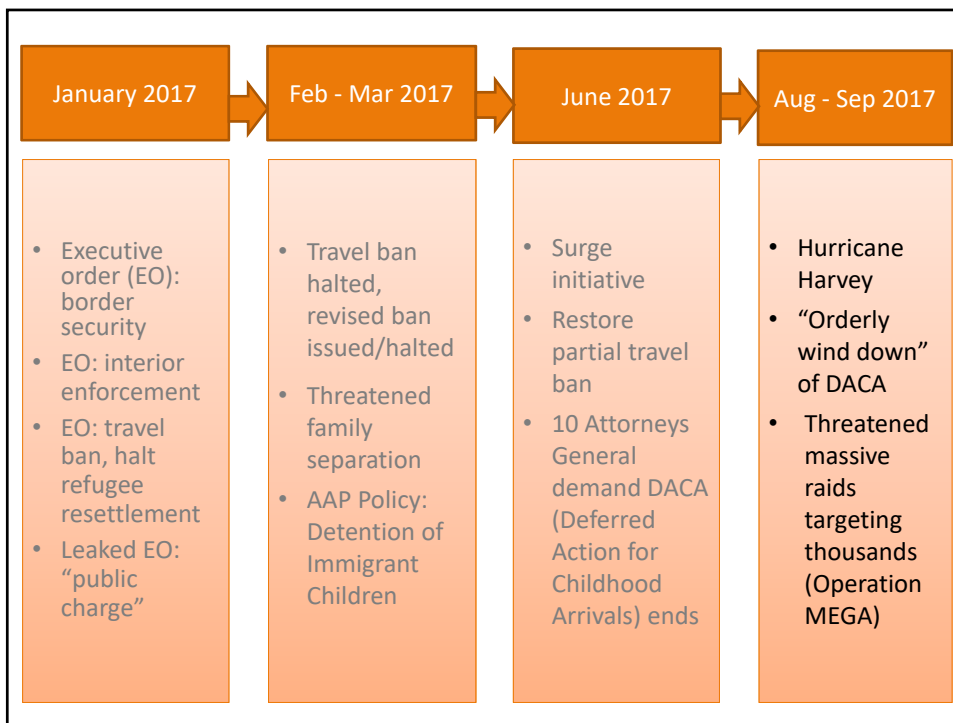 January 2017
Feb - Mar 2017
June 2017
Aug - Sep 2017
• Executive
order (EO):
border
security
• EO: interior
enforcement
• EO: travel
ban, halt
refugee
resettlement
• Leaked EO:
“public
charge”
• Travel ban
halted,
revised ban
issued/halted
• Threatened
family
separation
• AAP Policy:
Detention of
Immigrant
Children
• Surge
initiative
• Restore
partial travel
ban
• 10 Attorneys
General
demand DACA
(Deferred
Action for
Childhood
Arrivals) ends
• Hurricane
Harvey
• “Orderly
wind down”
of DACA
• Threatened
massive
raids
targeting
thousands
(Operation
MEGA)